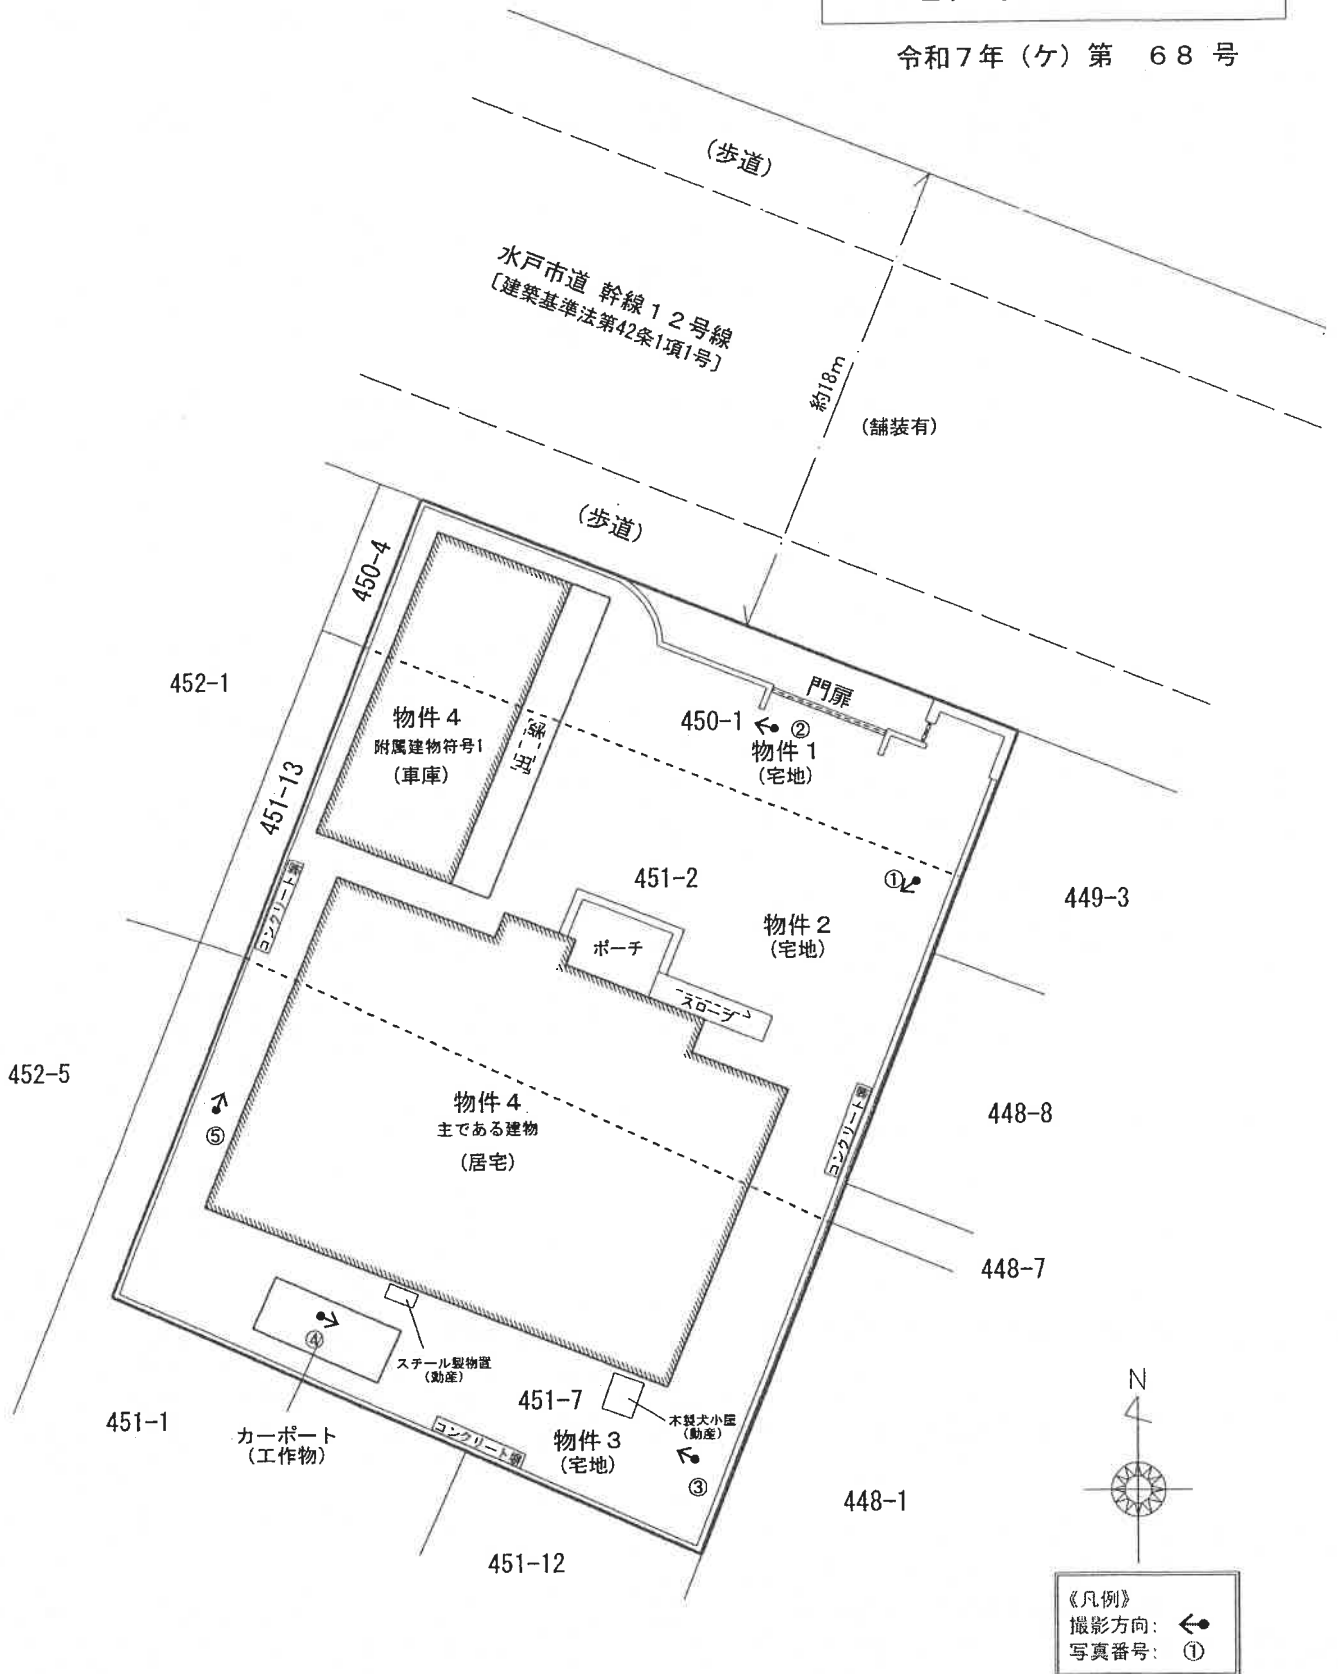 令和7年（ケ）第　６８ 号
（歩道）
水戸市道 幹線１２号線
〔建築基準法第42条1項1号〕
約18m
（舗装有）
（歩道）
450-4
452-1
門扉
物件４
附属建物符号1
（車庫）
450-1
②
物件１
（宅地）
451-13
451-2
①
449-3
コンクリート塀
物件２
（宅地）
ポーチ
スロープ
452-5
物件４
主である建物
（居宅）
⑤
コンクリート塀
448-8
448-7
④
スチール製物置
（動産）
451-7
木製犬小屋
（動産）
451-1
カーポート
（工作物）
コンクリート塀
物件３
（宅地）
③
448-1
451-12
N
《凡例》
撮影方向：
写真番号： ①